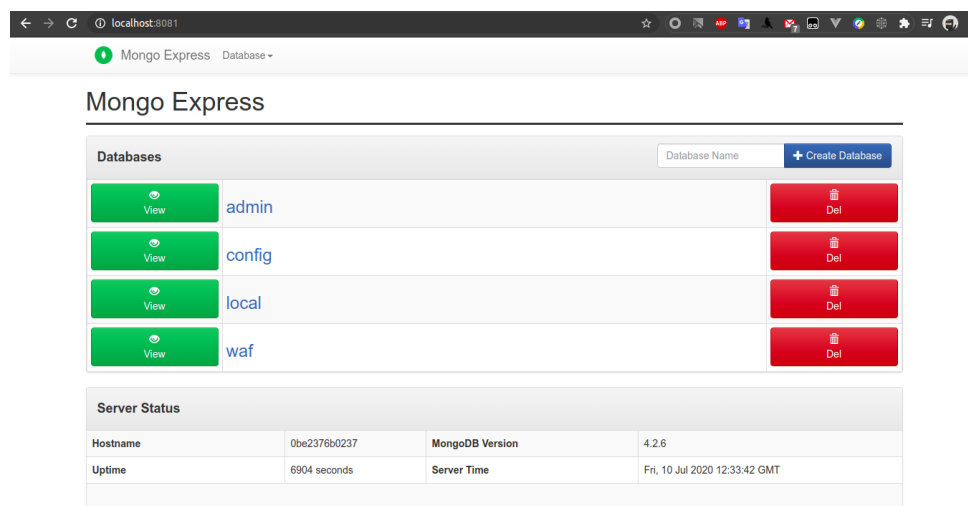 localhost:8081
ABP
7
Mongo Express Database
Mongo Express
Databases
Database Name
Create Database
View
admin
Del
View
config
Del
View
local
Del
View
waf
Del
Server Status
Hostname 0be2376b0237 MongoDB Version 4.2.6
Uptime 6904 seconds Server Time Fri, 10 Jul 2020 12:33:42 GMT